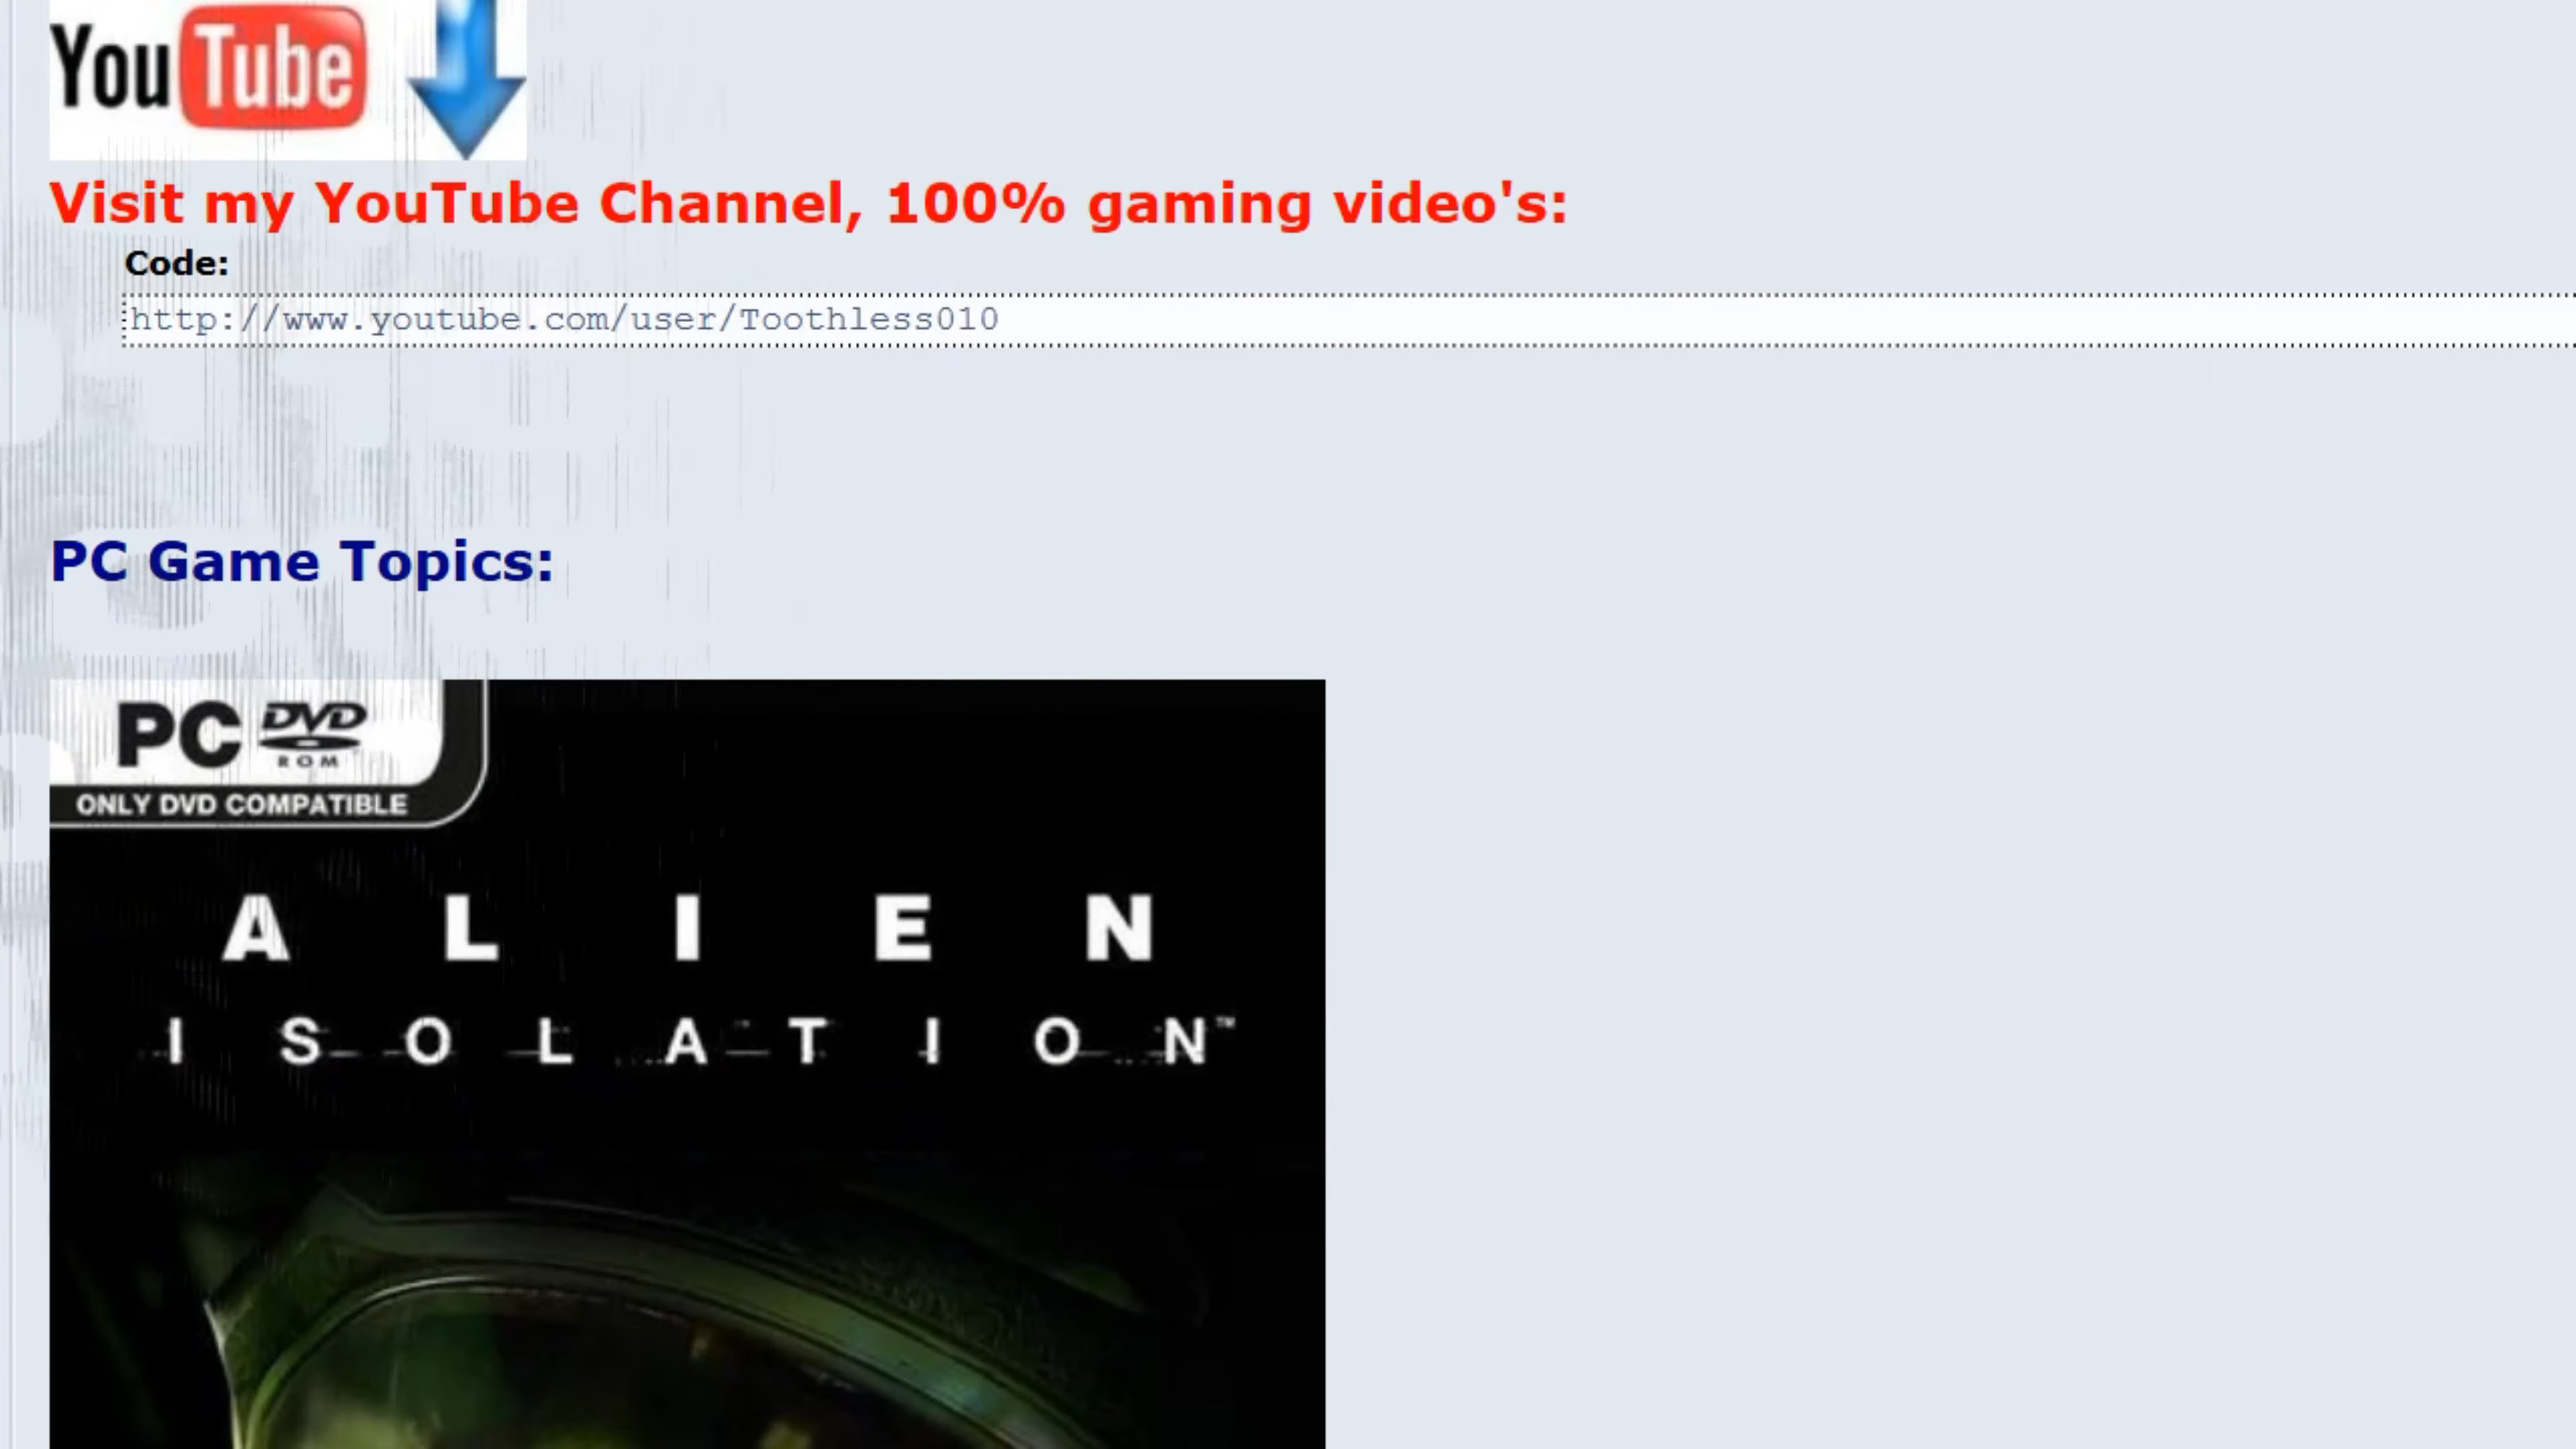 YouTube
Visit my YouTube Channel, 100% gaming video's:
Code:
http://www.youtube.com/user/Toothless010
PC Game Topics:
PC DVD
ROM
ONLY DVD COMPATIBLE
ALIEN
ISOLATION™